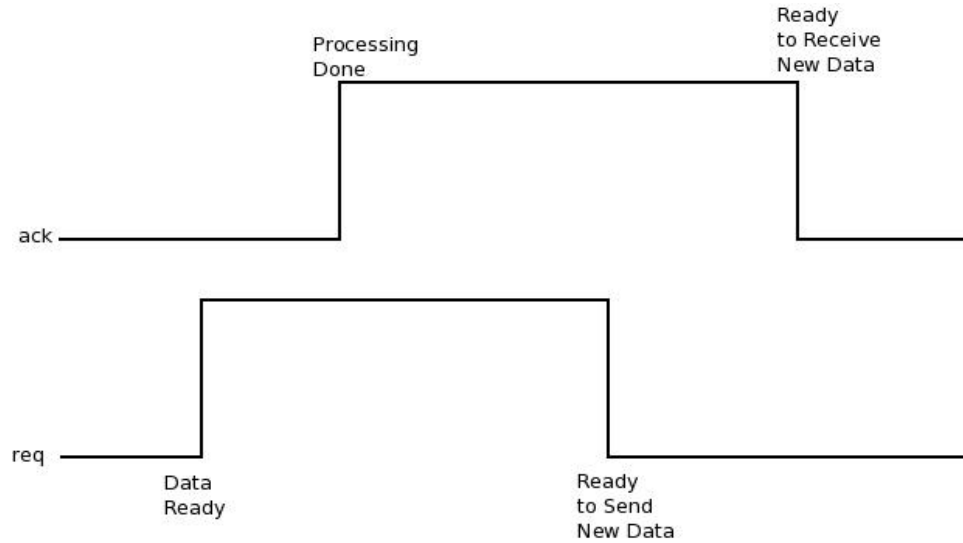 Processing
Done
Ready
to Receive
New Data
ack
req
Data
Ready
Ready
to Send
New Data